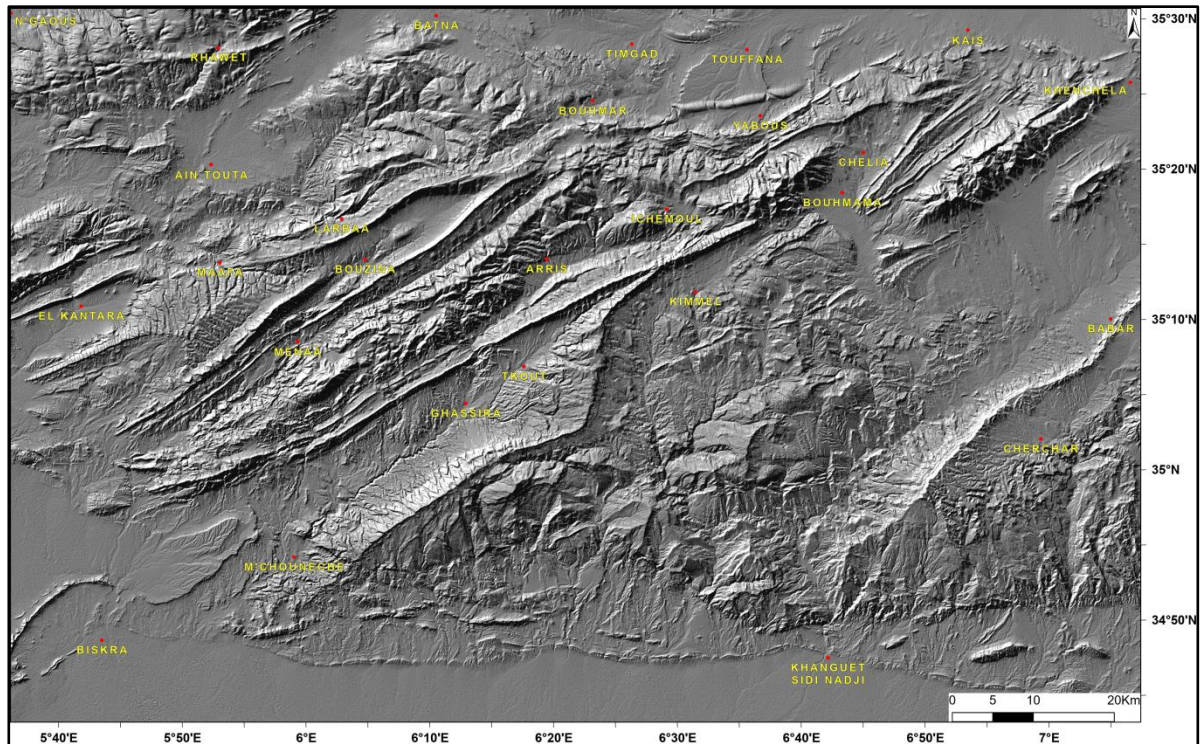 N
N'GAOUS
BATNA
35°30'N
KAIS
TIMGAD
RHAWET
TOUFFANA
KHENCHELA
BOUHMAR
YABOUS
CHELIA
35°20'N
AIN TOUTA
BOUHMAMA
ICHEMOUL
LARBAA
MAAFA
BOUZINA
ARRIS
KIMMEL
EL KANTARA
35°10'N
BABAR
MENAA
TKOUT
GHASSIRA
CHERCHAR
35°N
M'CHOUNECHE
34°50'N
BISKRA
KHANGUET
SIDI NADJI
0 5 10 20Km
5°40'E 5°50'E 6°E 6°10'E 6°20'E 6°30'E 6°40'E 6°50'E 7°E